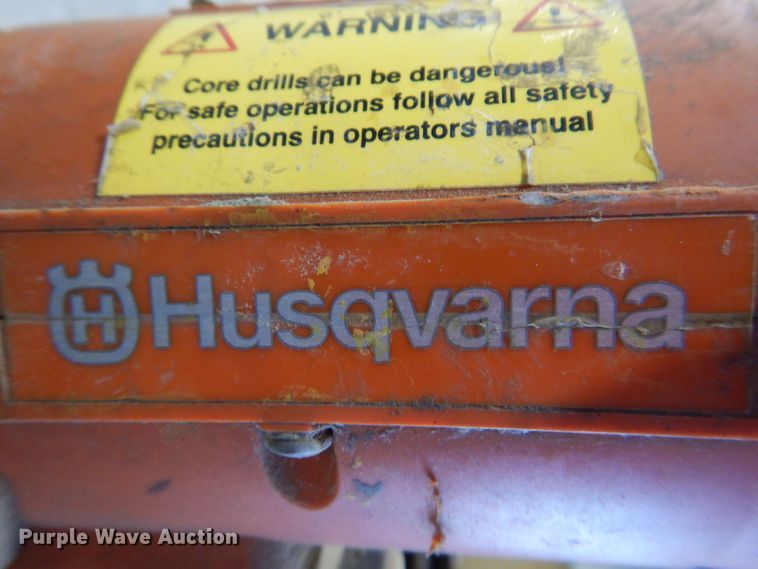 WARNING
Core drills can be dangerous!
For safe operations follow all safety
precautions in operators manual
H Husqvarna
Purple Wave Auction